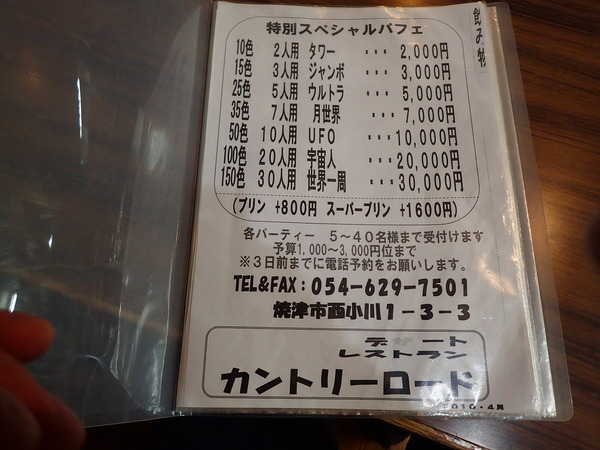 飲み物
特別スペシャルパフェ
10色 2人用 タワー ・・・ 2,000円
15色 3人用 ジャンボ ・・・ 3,000円
25色 5人用 ウルトラ ・・・ 5,000円
35色 7人用 月世界 ・・・ 7,000円
50色 10人用 UFO ・・・ 10,000円
100色 20人用 宇宙人 ・・・ 20,000円
150色 30人用 世界一周 ・・・ 30,000円
(プリン +800円 スーパープリン +1600円)
各パーティー 5〜40名様まで受付けます
予算1,000〜3,000円位まで
※3日前までに電話予約をお願いします。
TEL&FAX:054-629-7501
焼津市西小川1-3-3
レストラン
カントリーロード